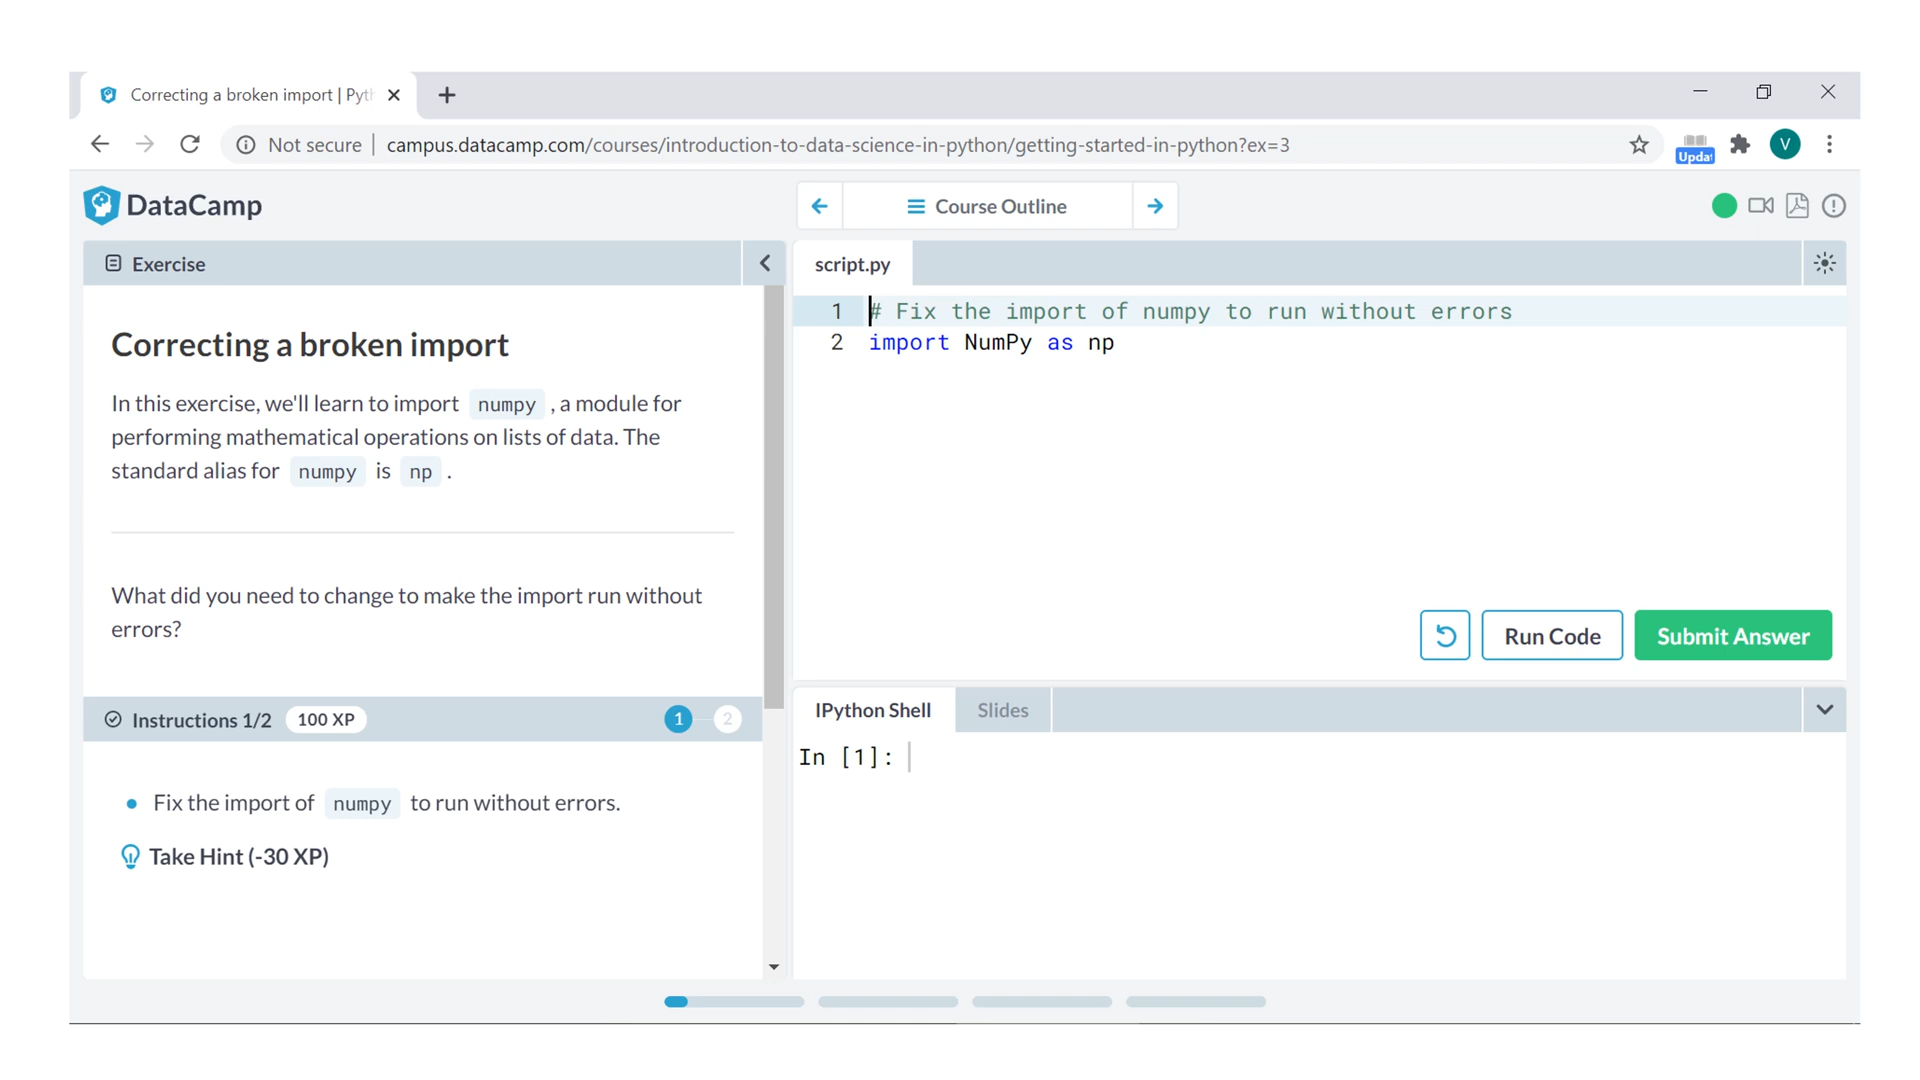 Correcting a broken import | Pyth
Not secure | campus.datacamp.com/courses/introduction-to-data-science-in-python/getting-started-in-python?ex=3
Updat
V
DataCamp
Course Outline
Exercise
Correcting a broken import
In this exercise, we'll learn to import numpy , a module for
performing mathematical operations on lists of data. The
standard alias for numpy is np .
What did you need to change to make the import run without
errors?
Instructions 1/2 100 XP
1 2
Fix the import of numpy to run without errors.
Take Hint (-30 XP)
script.py
1 # Fix the import of numpy to run without errors
2 import NumPy as np
Run Code
Submit Answer
IPython Shell
Slides
In [1]: